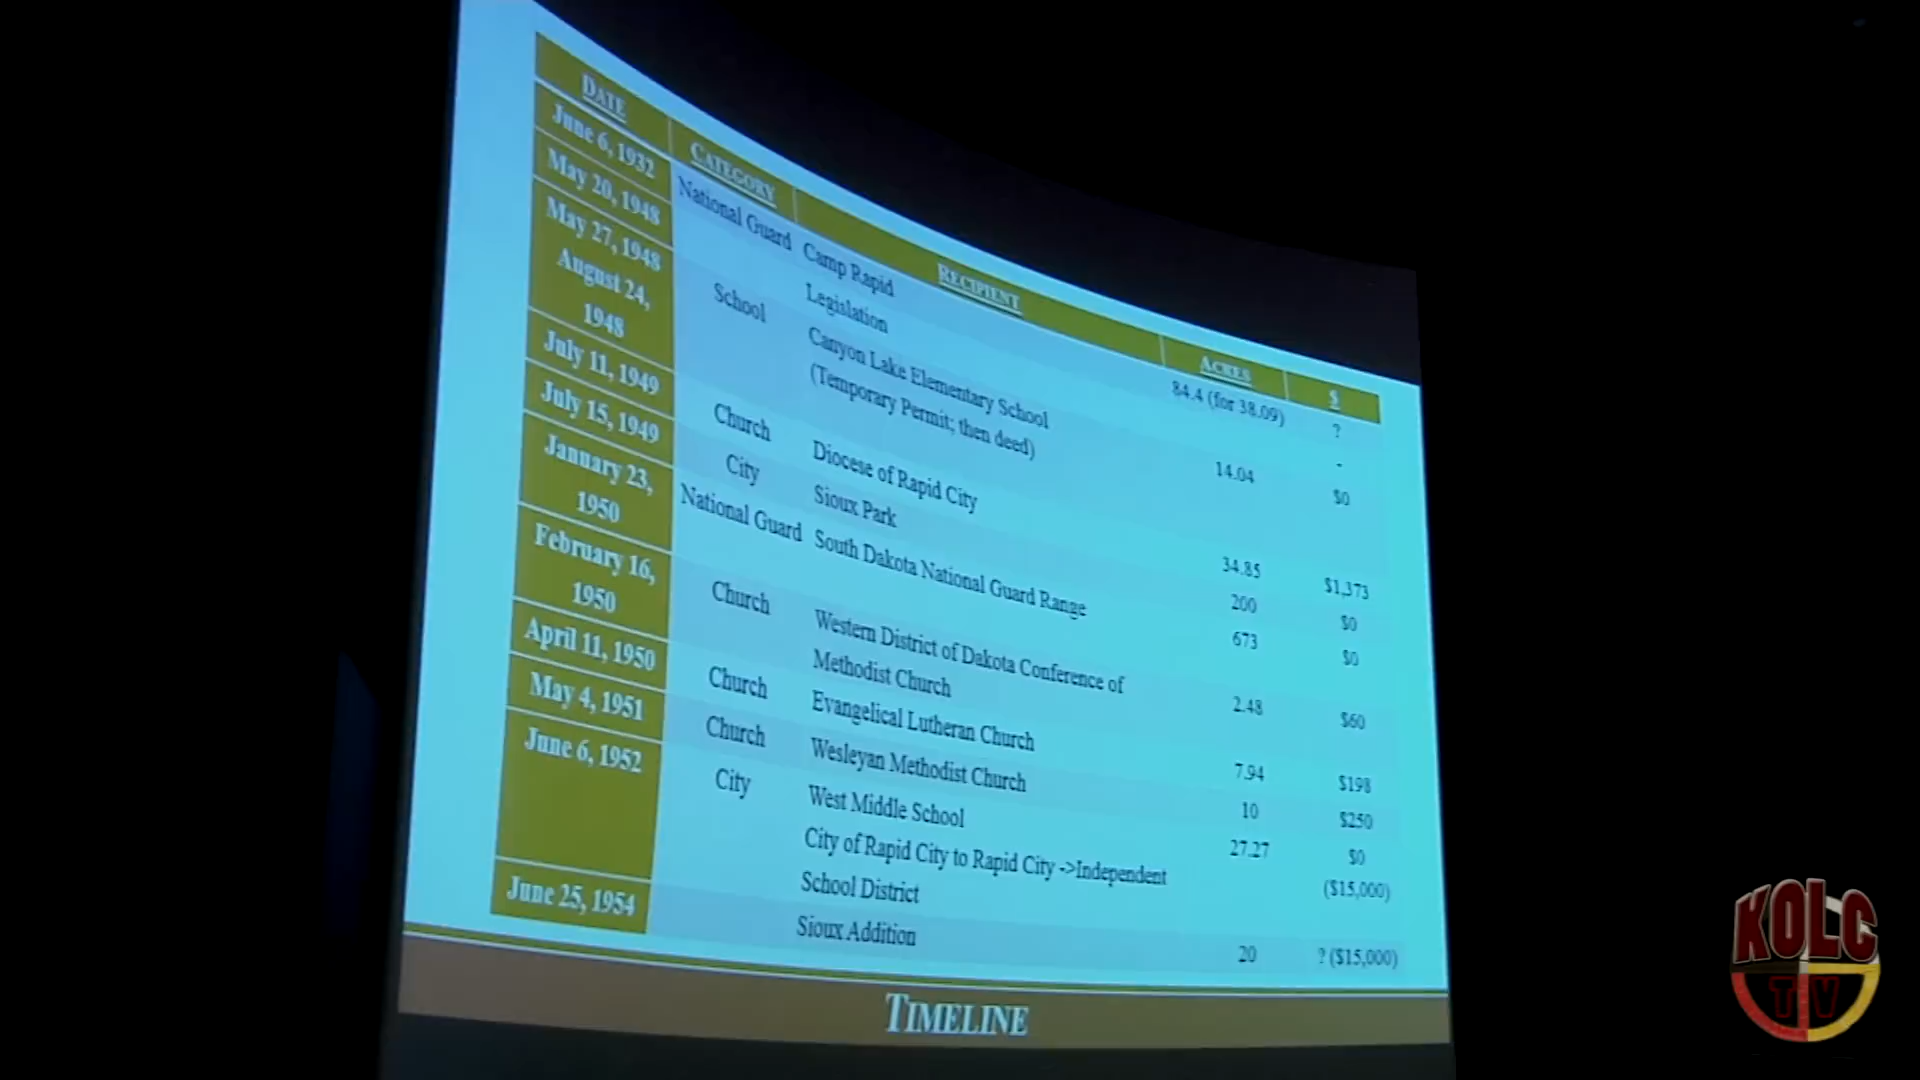 DATE CATEGORY RECIPIENT ACRES $
June 6, 1932 National Guard Camp Rapid 84.4 (for 38.09) ?
May 20, 1948 Legislation -
May 27, 1948 School Canyon Lake Elementary School 14.04 $0
August 24, (Temporary Permit; then deed)
1948
July 11, 1949 Church Diocese of Rapid City 34.85 $1,373
July 15, 1949 City Sioux Park 200 $0
January 23, National Guard South Dakota National Guard Range 673 $0
1950
February 16, Church Western District of Dakota Conference of 2.48 $60
1950 Methodist Church
April 11, 1950 Church Evangelical Lutheran Church 7.94 $198
May 4, 1951 Church Wesleyan Methodist Church 10 $250
June 6, 1952 City West Middle School 27.27 $0
City of Rapid City to Rapid City ->Independent ($15,000)
School District
June 25, 1954 Sioux Addition 20 ? ($15,000)
TIMELINE
KOLC
TV